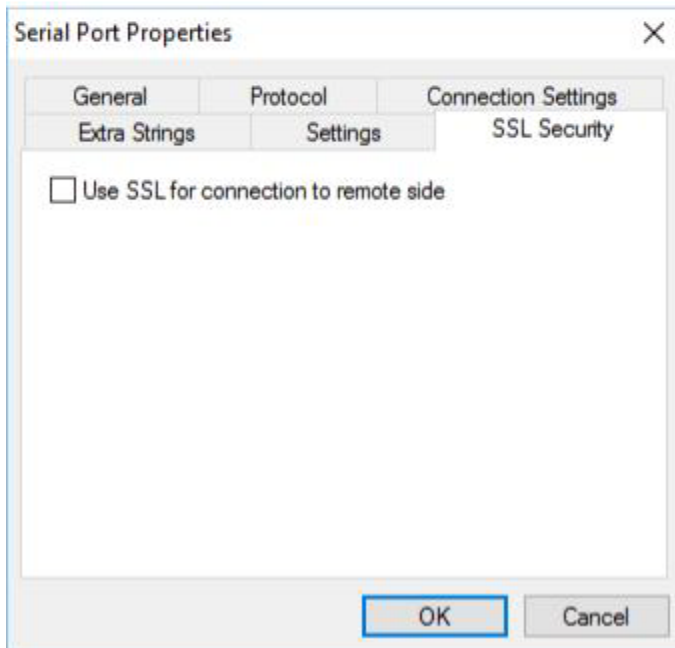 Serial Port Properties
General Protocol Connection Settings
Extra Strings Settings SSL Security
Use SSL for connection to remote side
OK Cancel